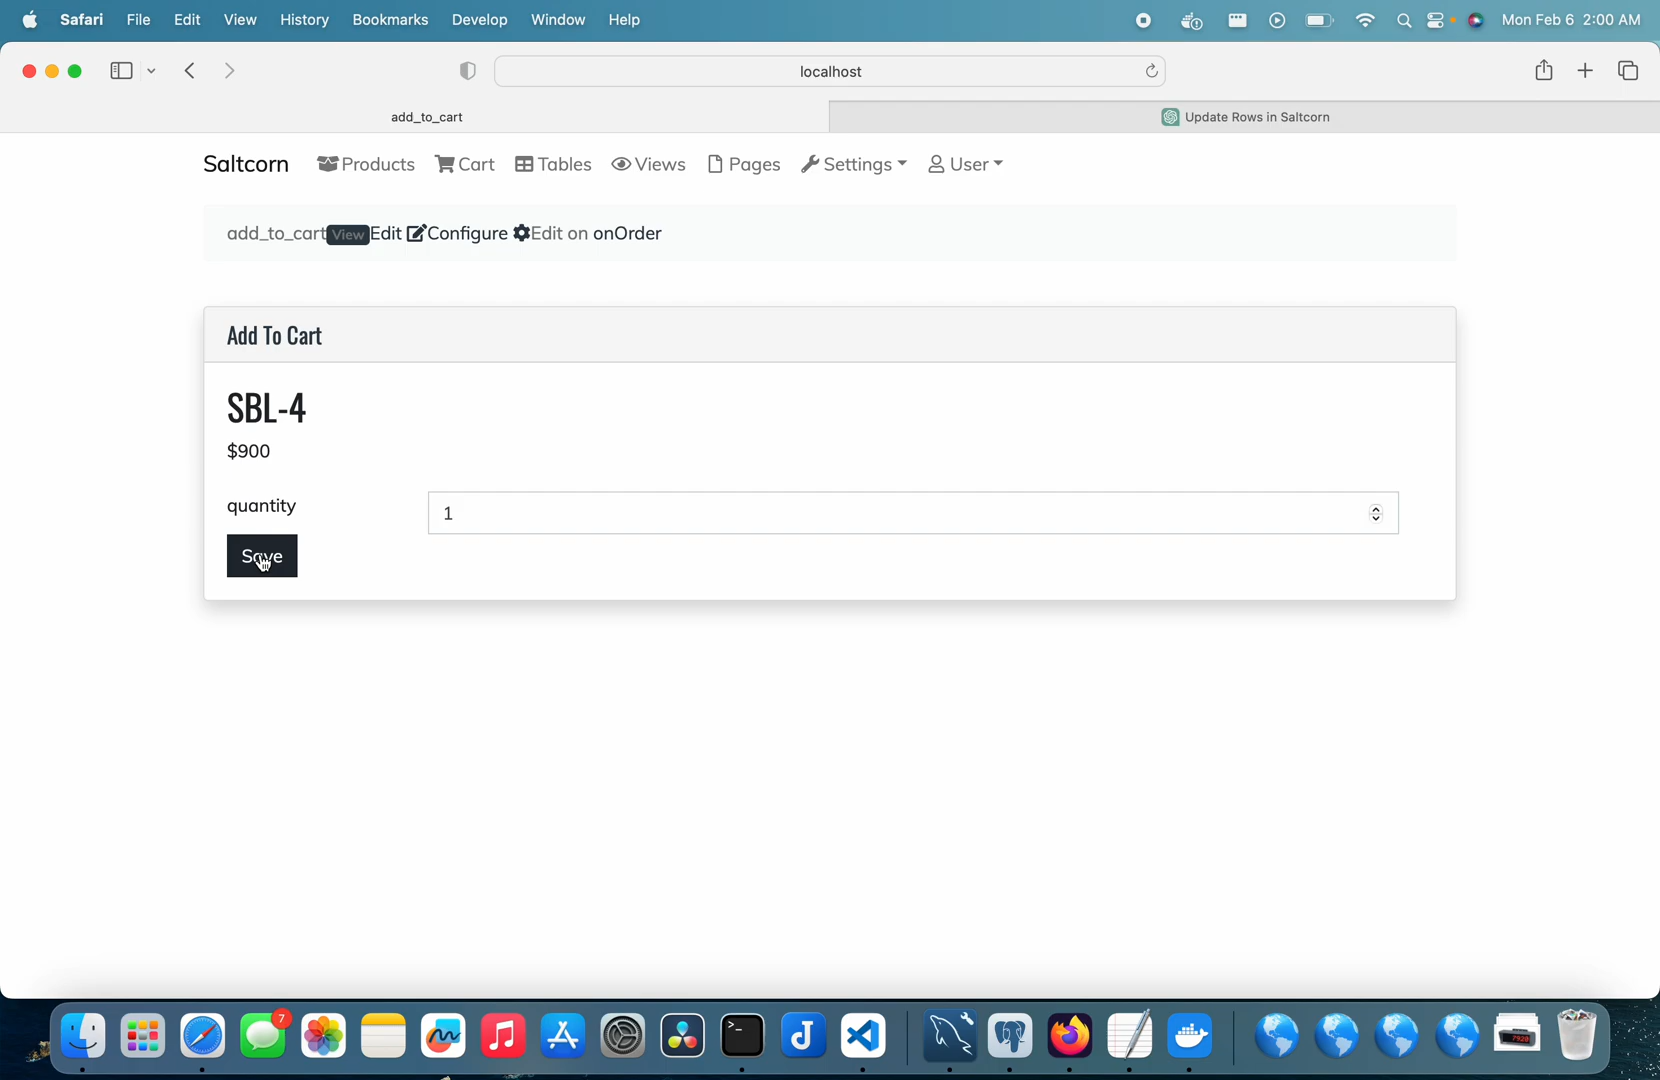 Safari File Edit View History Bookmarks Develop Window Help Mon Feb 6 2:00 AM
localhost
add_to_cart
Update Rows in Saltcorn
Saltcorn Products Cart Tables Views Pages Settings User
add_to_cart View Edit Configure Edit on onOrder
Add To Cart
SBL-4
$900
quantity
1
Save
7